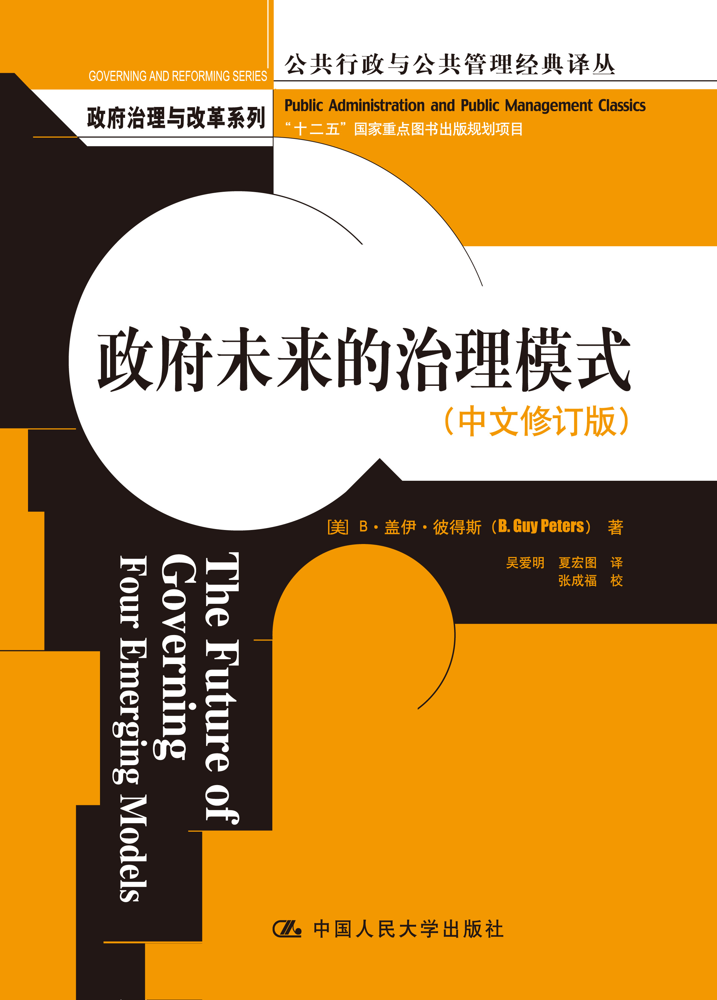 GOVERNING AND REFORMING SERIES
政府治理与改革系列
公共行政与公共管理经典译丛
Public Administration and Public Management Classics
“十二五”国家重点图书出版规划项目
政府未来的治理模式
（中文修订版）
[美] B·盖伊·彼得斯（B. Guy Peters） 著
吴爱明 夏宏图 译
张成福 校
The Future of
Governing
Four Emerging Models
中国人民大学出版社